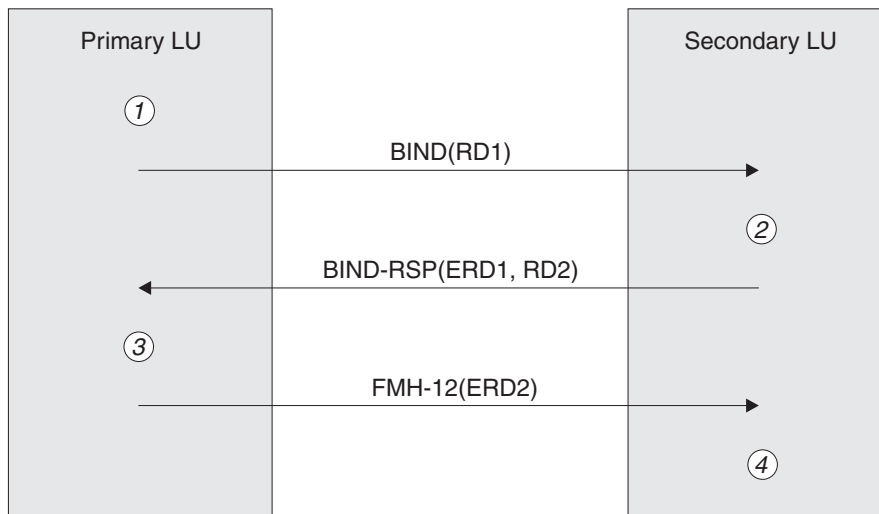 Primary LU
Secondary LU
1
BIND(RD1)
2
BIND-RSP(ERD1, RD2)
3
FMH-12(ERD2)
4